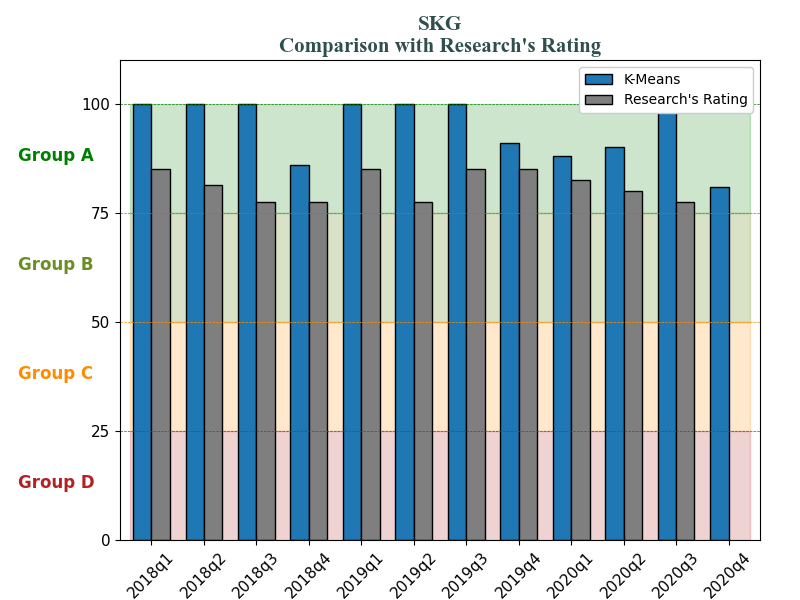 SKG
Comparison with Research's Rating
K-Means
Research's Rating
100
Group A
75
Group B
50
Group C
25
Group D
0
2018q1 2018q2 2018q3 2018q4 2019q1 2019q2 2019q3 2019q4 2020q1 2020q2 2020q3 2020q4